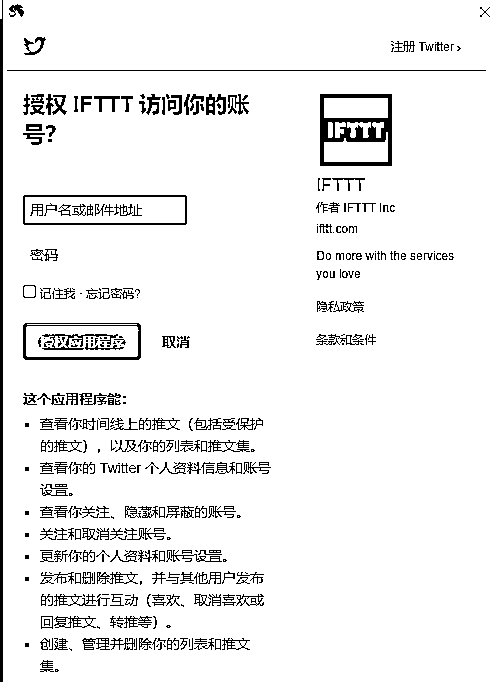 注册 Twitter ›
授权 IFTTT 访问你的账
号?
用户名或邮件地址
密码
记住我 · 忘记密码?
授权应用程序
取消
这个应用程序能：
查看你时间线上的推文（包括受保护
的推文），以及你的列表和推文集。
查看你的 Twitter 个人资料信息和账号
设置。
查看你关注、隐藏和屏蔽的账号。
关注和取消关注账号。
更新你的个人资料和账号设置。
发布和删除推文，并与其他用户发布
的推文进行互动（喜欢、取消喜欢或
回复推文、转推等）。
创建、管理并删除你的列表和推文
集。
IFTTT
IFTTT
作者 IFTTT Inc
ifttt.com
Do more with the services
you love
隐私政策
条款和条件